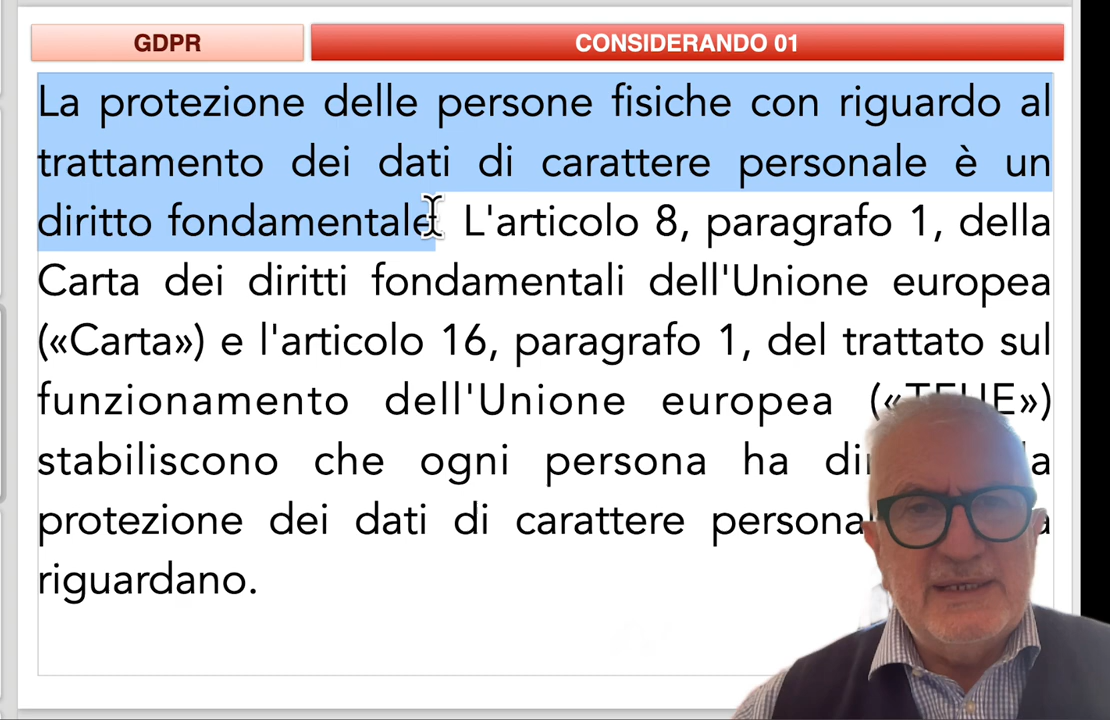 GDPR
CONSIDERANDO 01
La protezione delle persone fisiche con riguardo al
trattamento dei dati di carattere personale è un
diritto fondamentale. L'articolo 8, paragrafo 1, della
Carta dei diritti fondamentali dell'Unione europea
(«Carta») e l'articolo 16, paragrafo 1, del trattato sul
funzionamento dell'Unione europea («TFUE»)
stabiliscono che ogni persona ha
protezione dei dati di carattere
riguardano.